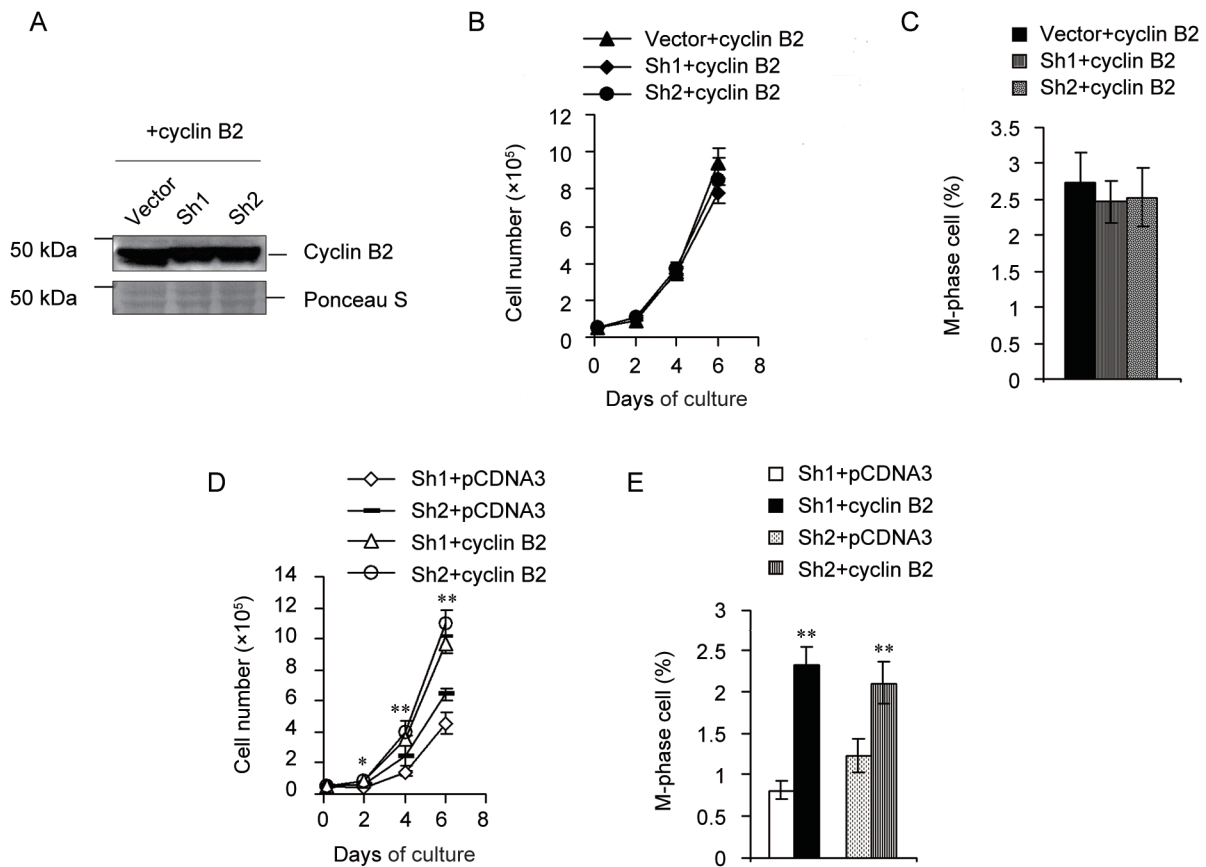 A
+cyclin B2
Vector
Sh1
Sh2
50 kDa
Cyclin B2
50 kDa
Ponceau S
B
Vector+cyclin B2
Sh1+cyclin B2
Sh2+cyclin B2
Cell number (×10⁵)
12
10
8
6
4
2
0
0 2 4 6 8
Days of culture
C
Vector+cyclin B2
Sh1+cyclin B2
Sh2+cyclin B2
M-phase cell (%)
3.5
3
2.5
2
1.5
1
0.5
0
D
Sh1+pCDNA3
Sh2+pCDNA3
Sh1+cyclin B2
Sh2+cyclin B2
Cell number (×10⁵)
14
12
10
8
6
4
2
0
*
**
**
0 2 4 6 8
Days of culture
E
Sh1+pCDNA3
Sh1+cyclin B2
Sh2+pCDNA3
Sh2+cyclin B2
M-phase cell (%)
3
2.5
2
1.5
1
0.5
0
**
**